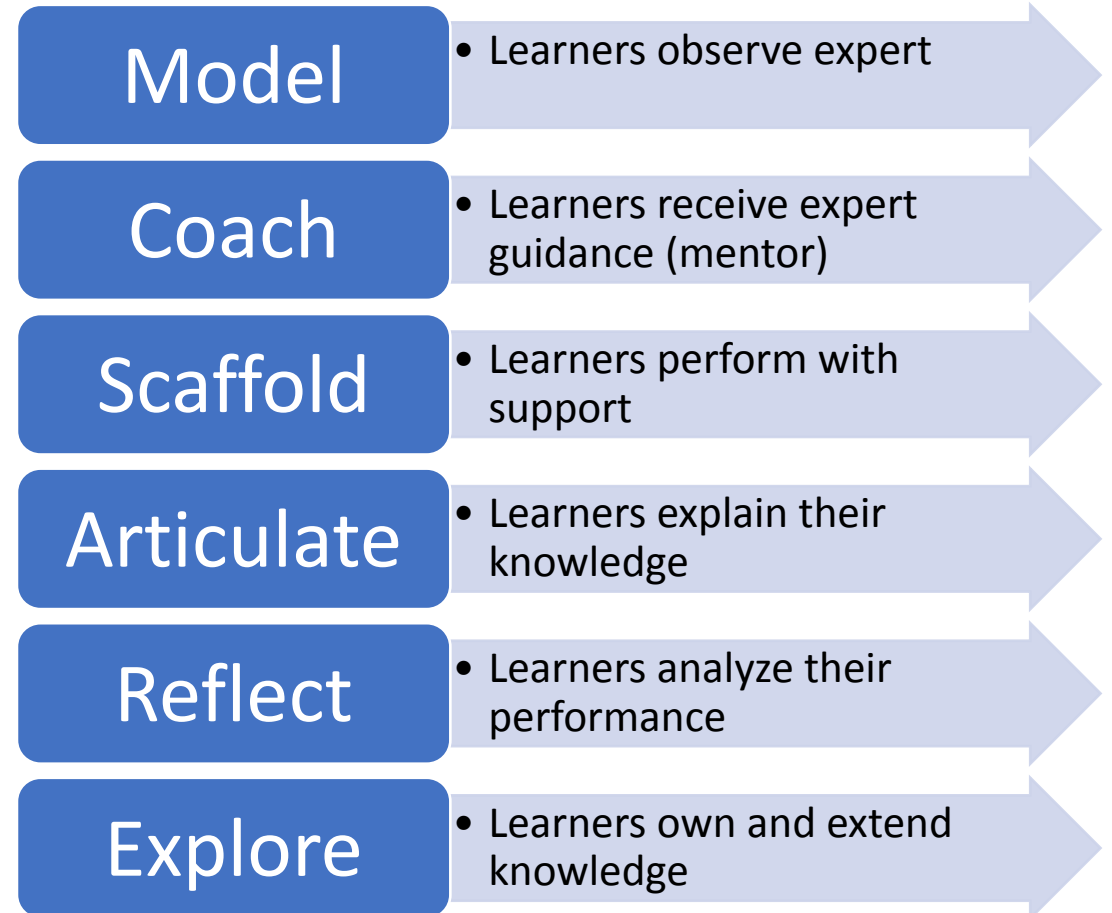 Model
• Learners observe expert
Coach
• Learners receive expert
guidance (mentor)
Scaffold
• Learners perform with
support
Articulate
• Learners explain their
knowledge
Reflect
• Learners analyze their
performance
Explore
• Learners own and extend
knowledge